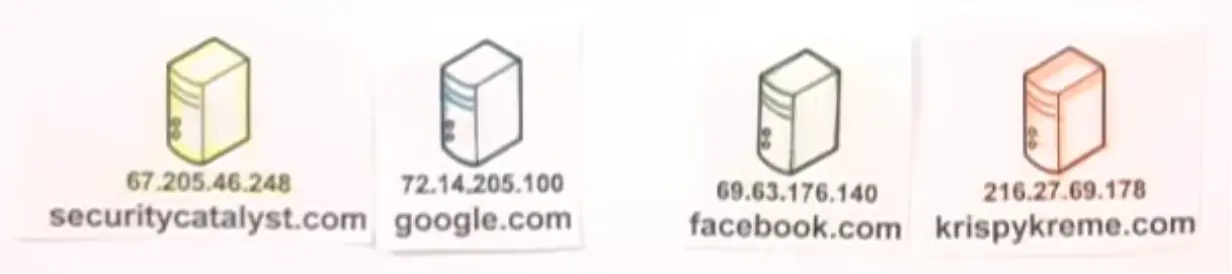 67.205.46.248
securitycatalyst.com
72.14.205.100
google.com
69.63.176.140
facebook.com
216.27.69.178
krispykreme.com